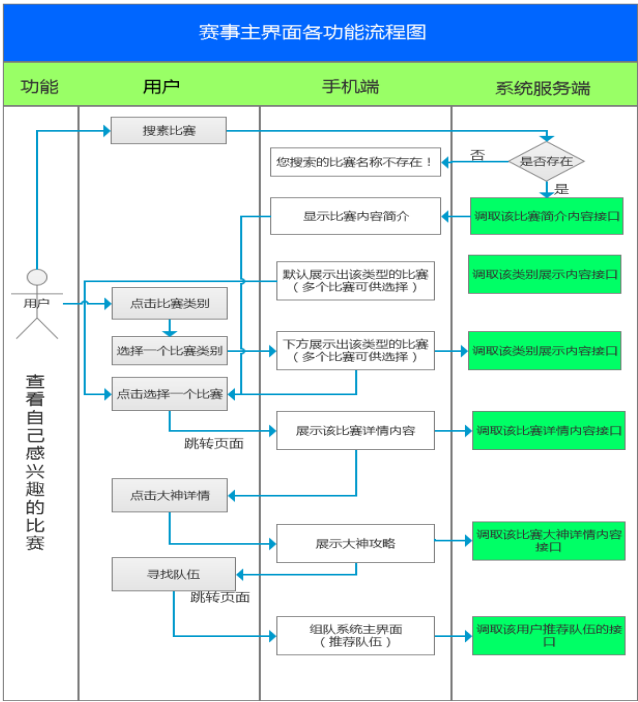 赛事主界面各功能流程图
功能
用户
手机端
系统服务端
搜素比赛
是否存在
否
您搜索的比赛名称不存在！
是
显示比赛内容简介
调取该比赛简介内容接口
默认展示出该类型的比赛
（多个比赛可供选择）
调取该类别展示内容接口
用户
点击比赛类别
选择一个比赛类别
下方展示出该类型的比赛
（多个比赛可供选择）
调取该类别展示内容接口
点击选择一个比赛
跳转页面
展示该比赛详情内容
调取该比赛详情内容接口
查看自己感兴趣的比赛
点击大神详情
展示大神攻略
调取该比赛大神详情内容
接口
寻找队伍
跳转页面
组队系统主界面
（推荐队伍）
调取该用户推荐队伍的接
口